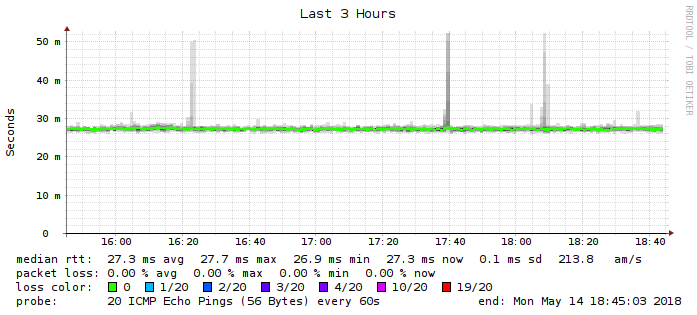 Last 3 Hours
RRDTOOL / TOBI OETIKER
Seconds
50 m
40 m
30 m
20 m
10 m
0
16:00 16:20 16:40 17:00 17:20 17:40 18:00 18:20 18:40
median rtt: 27.3 ms avg 27.7 ms max 26.9 ms min 27.3 ms now 0.1 ms sd 213.8 am/s
packet loss: 0.00 % avg 0.00 % max 0.00 % min 0.00 % now
loss color: 0 1/20 2/20 3/20 4/20 10/20 19/20
probe: 20 ICMP Echo Pings (56 Bytes) every 60s end: Mon May 14 18:45:03 2018